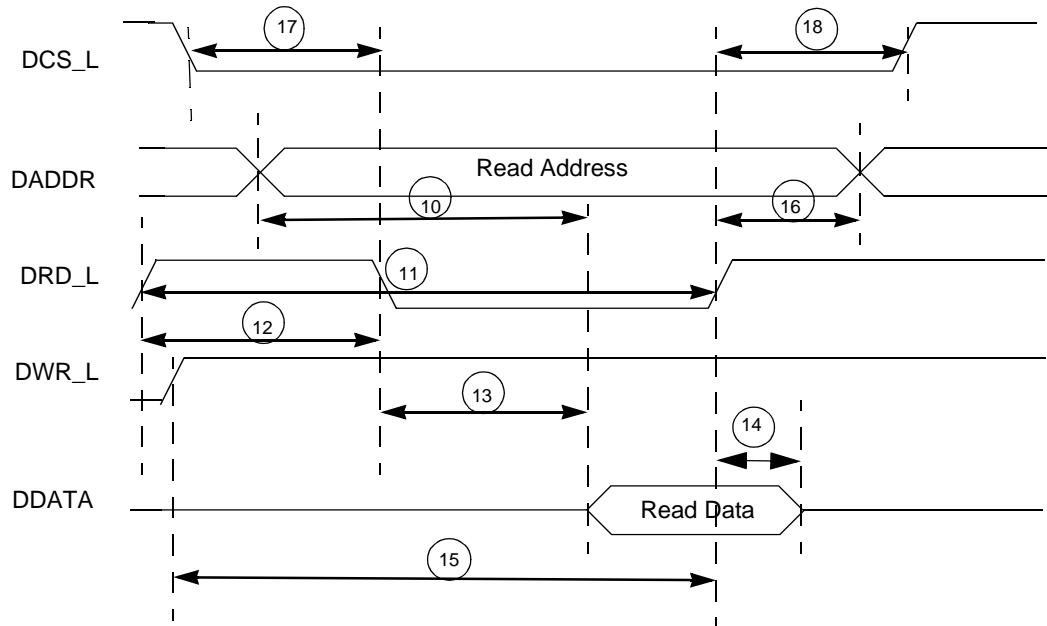 17
18
DCS_L
Read Address
DADDR
10
16
DRD_L
11
12
DWR_L
13
14
DDATA
Read Data
15